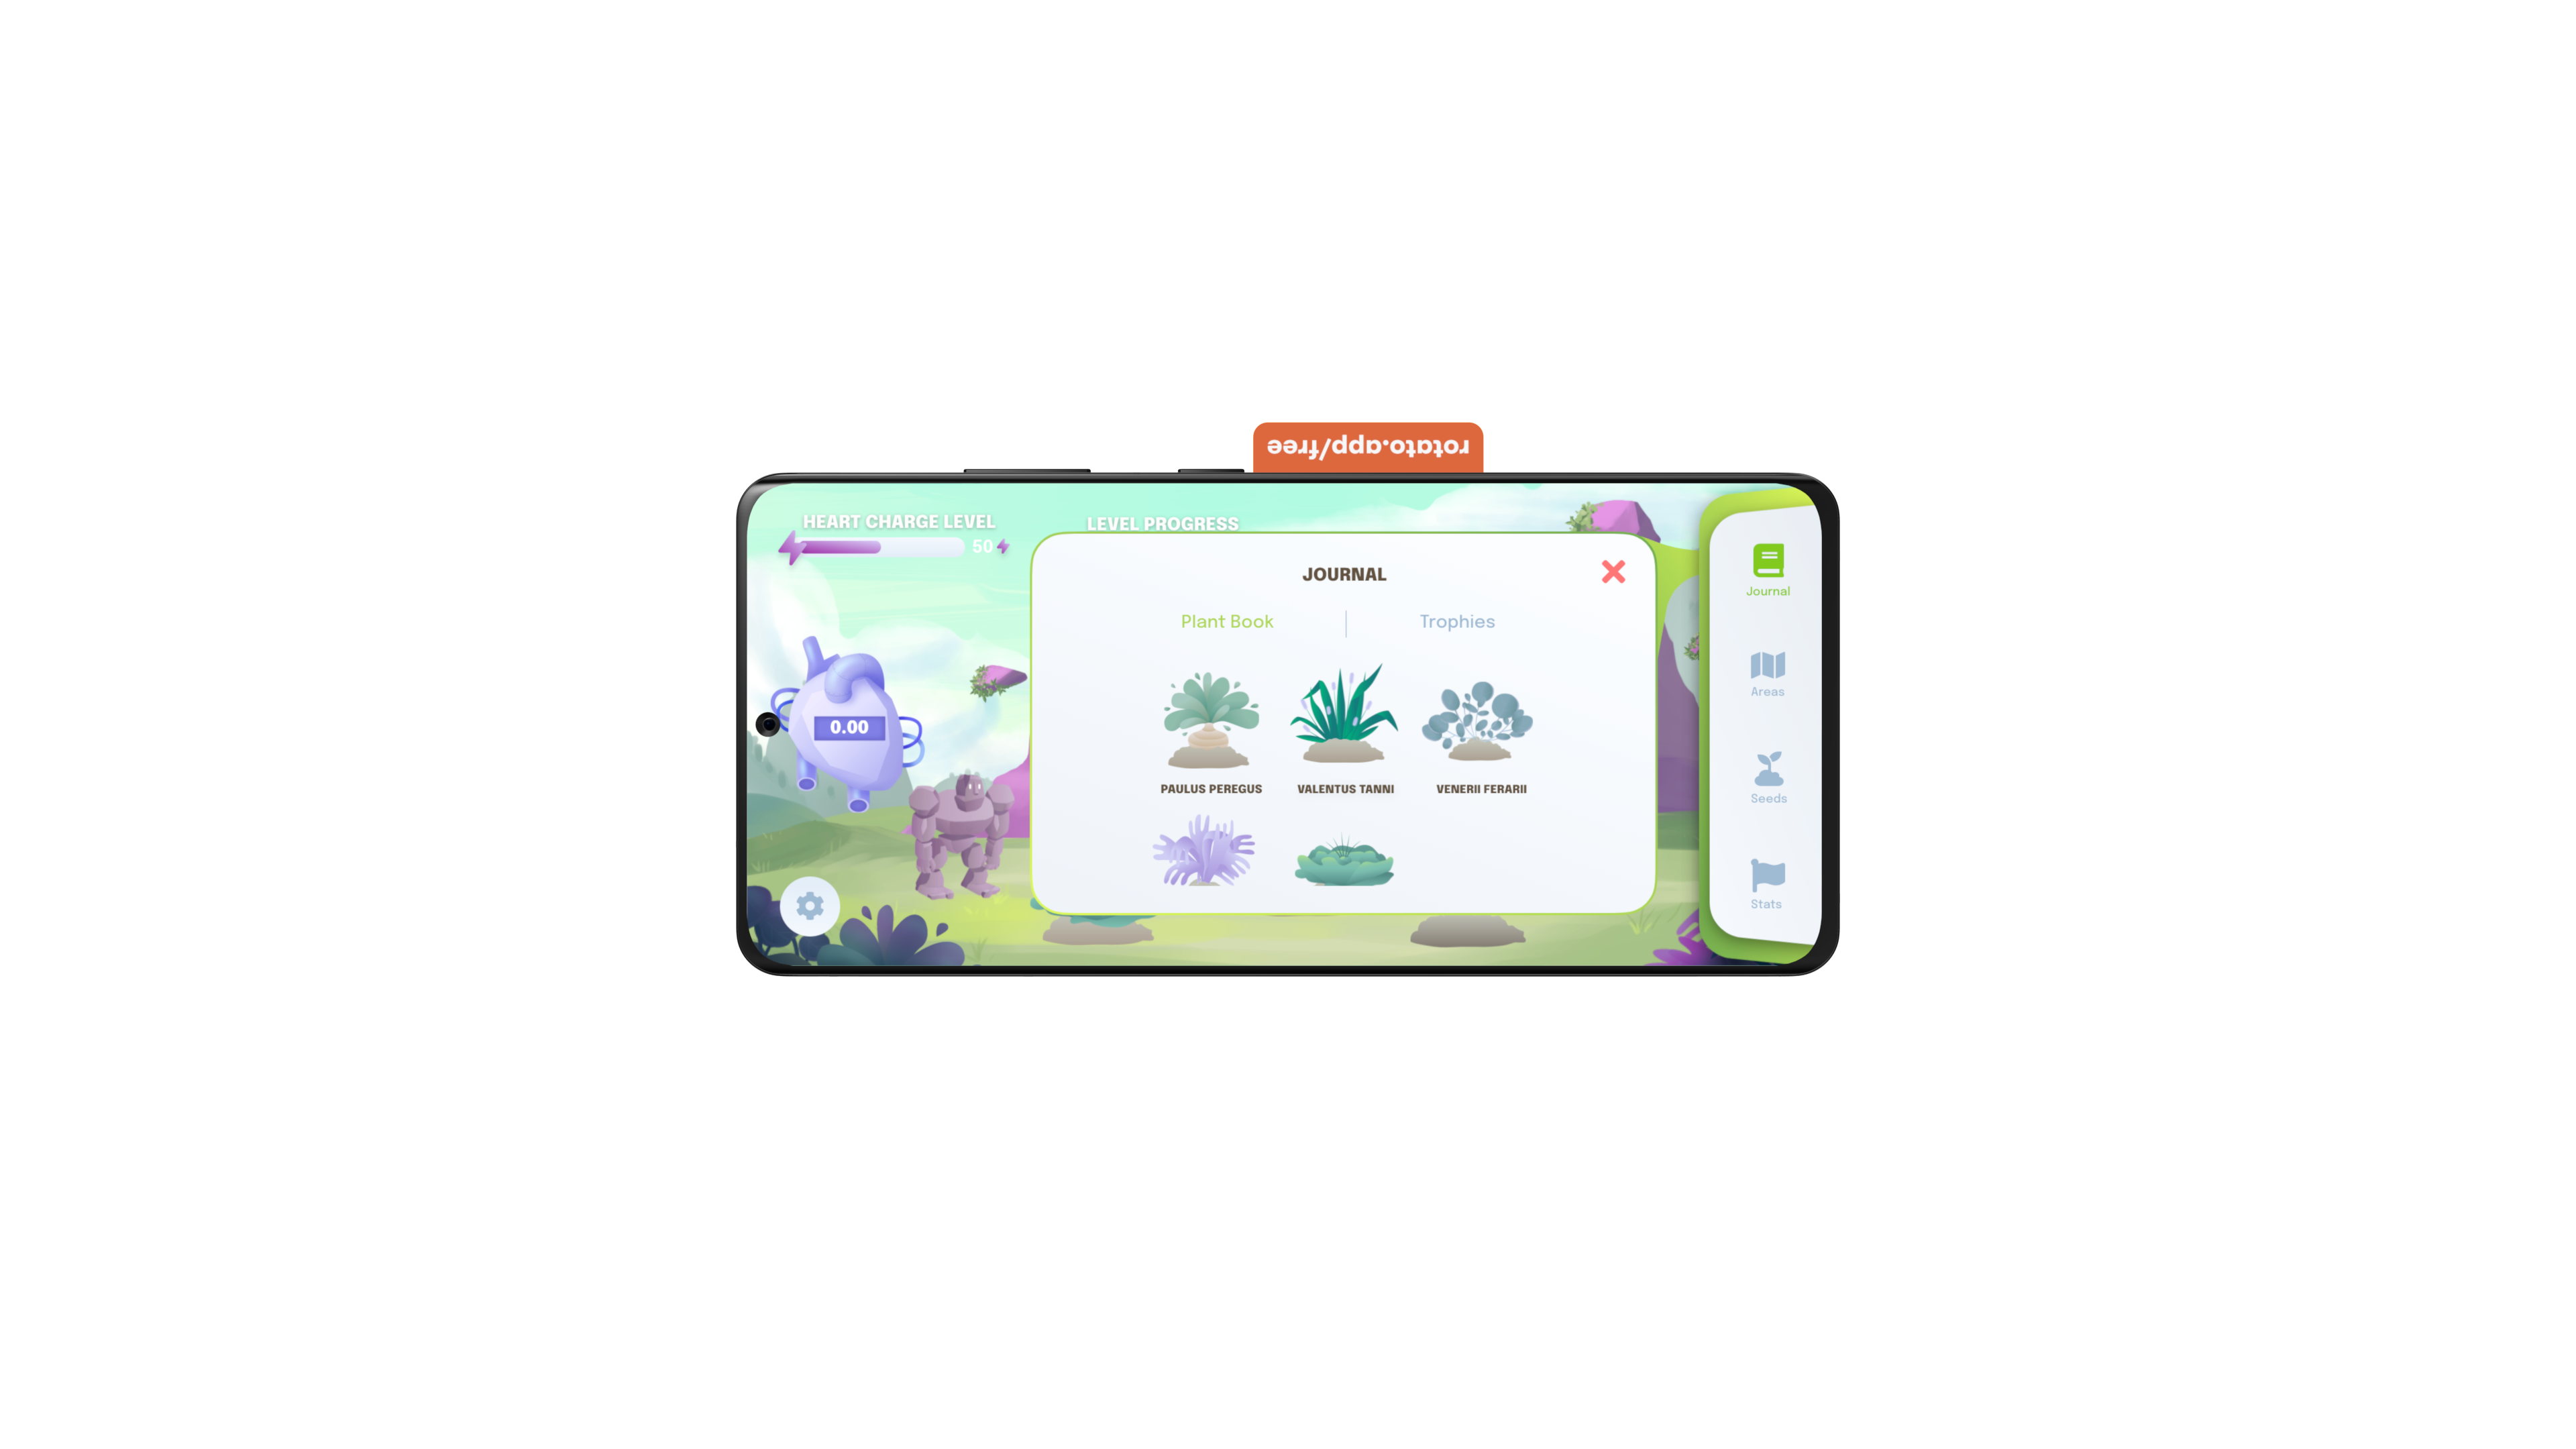 rotato.app/free
HEART CHARGE LEVEL
50
LEVEL PROGRESS
JOURNAL
Plant Book
Trophies
PAULUS PEREGUS
VALENTUS TANNI
VENERII FERARII
0.00
Journal
Areas
Seeds
Stats